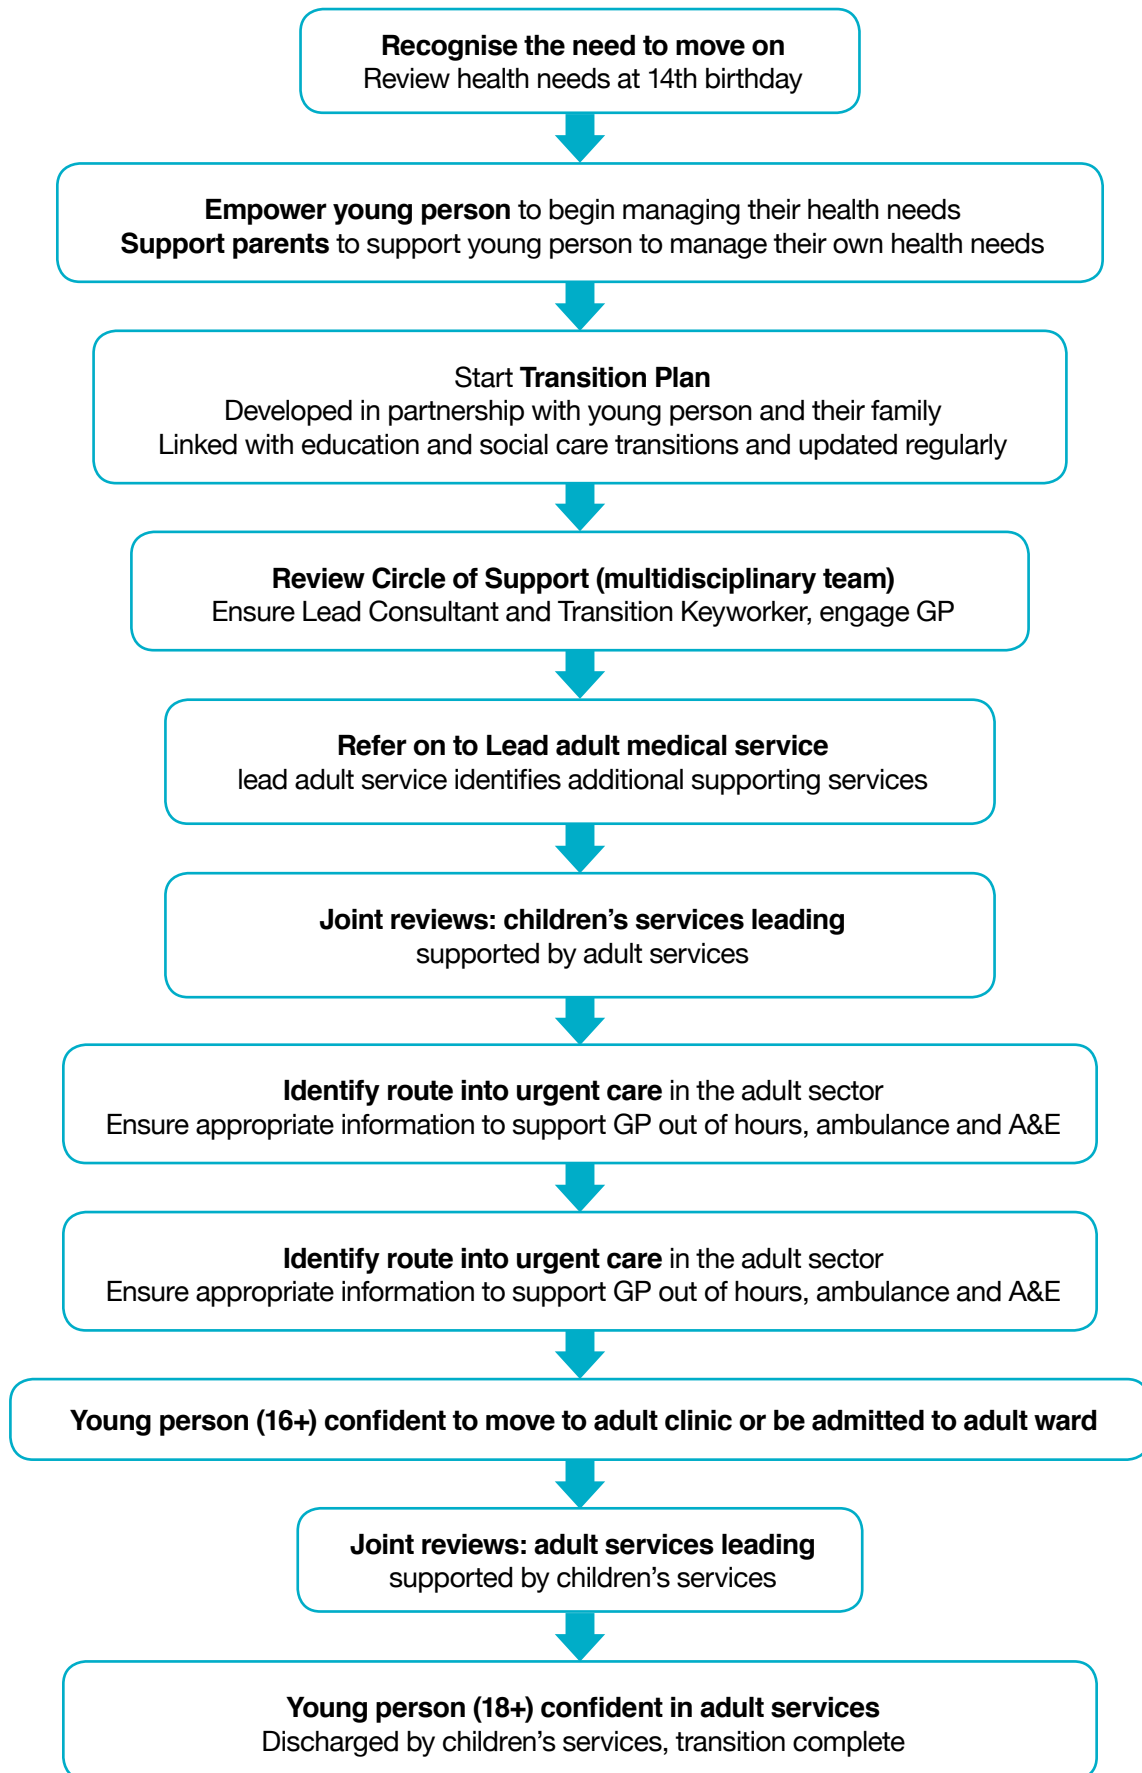 Recognise the need to move on
Review health needs at 14th birthday
Empower young person to begin managing their health needs
Support parents to support young person to manage their own health needs
Start Transition Plan
Developed in partnership with young person and their family
Linked with education and social care transitions and updated regularly
Review Circle of Support (multidisciplinary team)
Ensure Lead Consultant and Transition Keyworker, engage GP
Refer on to Lead adult medical service
lead adult service identifies additional supporting services
Joint reviews: children’s services leading
supported by adult services
Identify route into urgent care in the adult sector
Ensure appropriate information to support GP out of hours, ambulance and A&E
Identify route into urgent care in the adult sector
Ensure appropriate information to support GP out of hours, ambulance and A&E
Young person (16+) confident to move to adult clinic or be admitted to adult ward
Joint reviews: adult services leading
supported by children’s services
Young person (18+) confident in adult services
Discharged by children’s services, transition complete